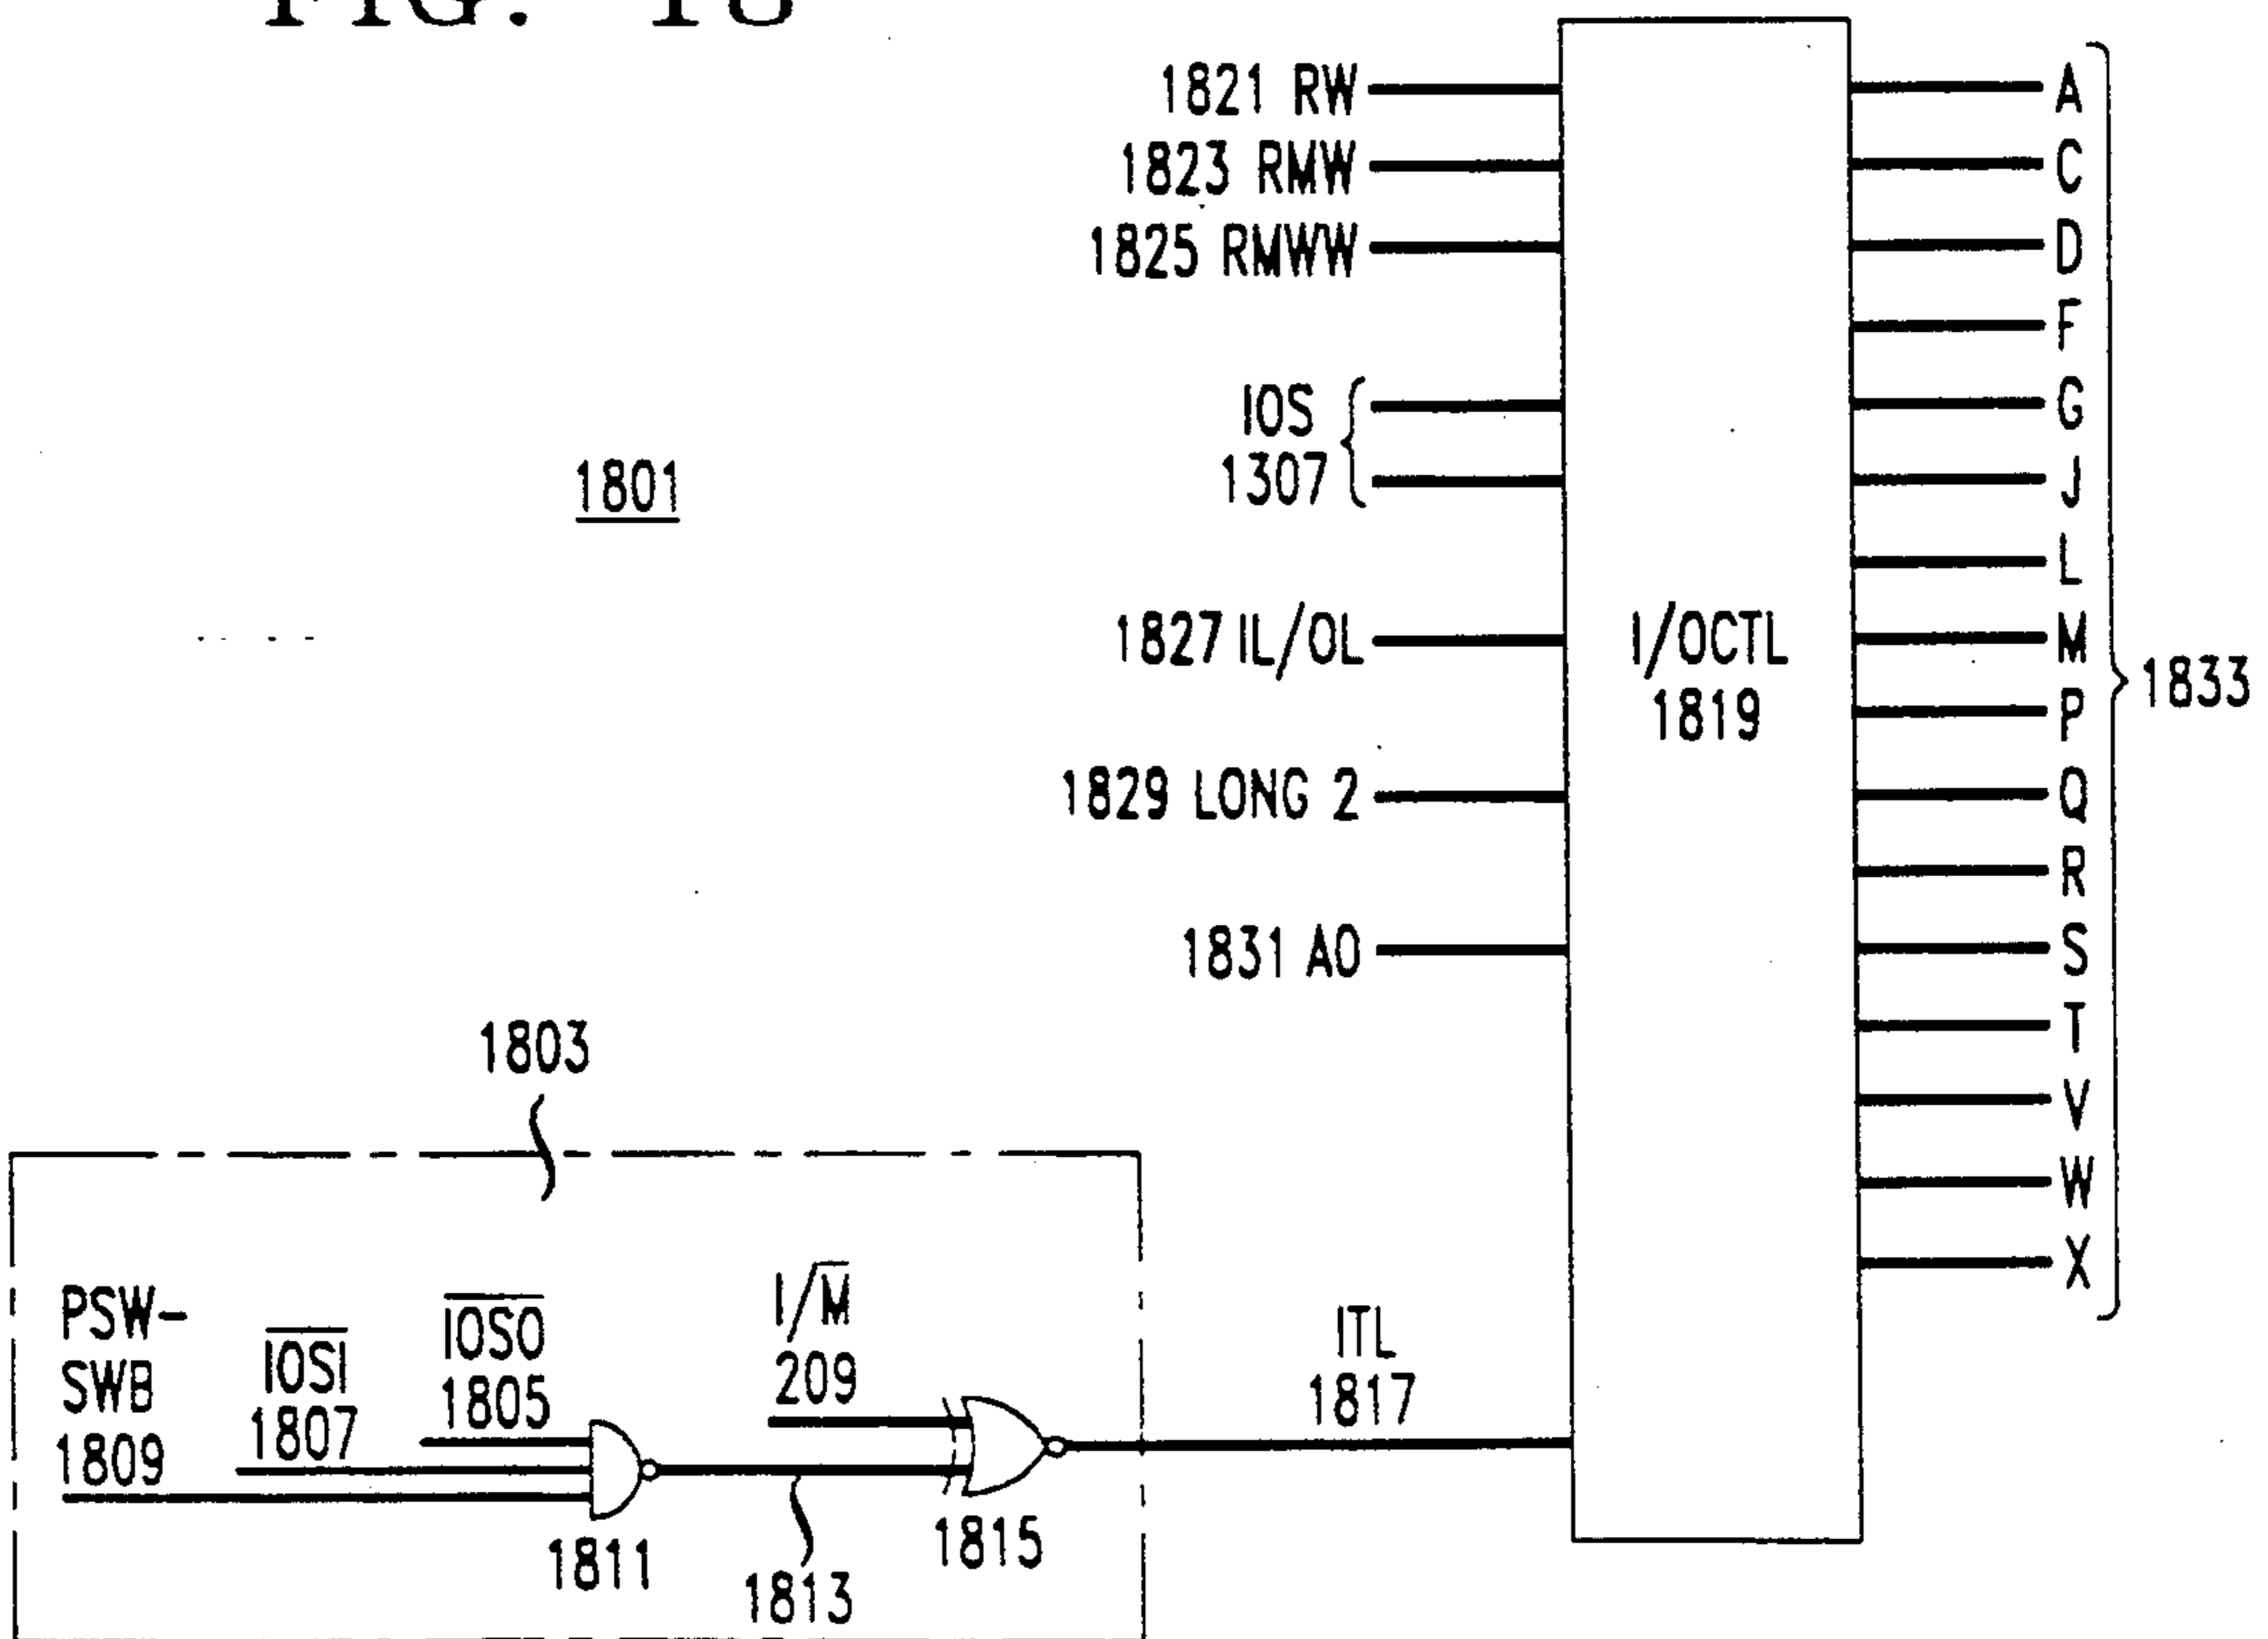 FIG. 18
1821 RW
1823 RMW
1825 RMWW
IOS
1307
1801
1827 IL/OL
1829 LONG 2
1831 A0
I/OCTL
1819
A
C
D
F
G
J
L
M
P
Q
R
S
T
V
W
X
1833
1803
PSW-
SWB
1809
IOSI
1807
IOSO
1805
I/M
209
1811
1813
1815
ITL
1817